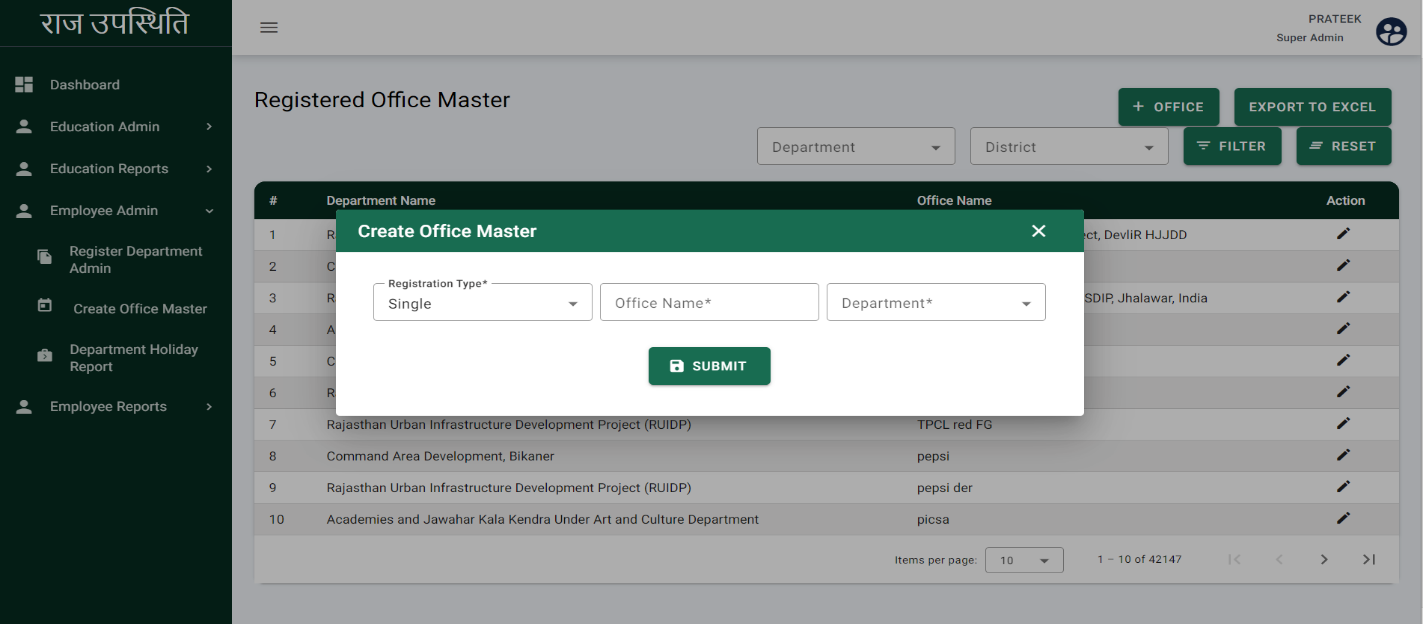 राज उपस्थिति
PRATEEK
Super Admin
Dashboard
Education Admin
Education Reports
Employee Admin
Register Department
Admin
Create Office Master
Department Holiday
Report
Employee Reports
Registered Office Master
+ OFFICE
EXPORT TO EXCEL
Department
District
FILTER
RESET
# Department Name Office Name Action
Create Office Master
Registration Type*
Single
Office Name*
Department*
SUBMIT
1 R ect, DevliR HJJDD
2 C
3 R SDIP, Jhalawar, India
4 A
5 C
6 R
7 Rajasthan Urban Infrastructure Development Project (RUIDP) TPCL red FG
8 Command Area Development, Bikaner pepsi
9 Rajasthan Urban Infrastructure Development Project (RUIDP) pepsi der
10 Academies and Jawahar Kala Kendra Under Art and Culture Department picsa
Items per page: 10 1 – 10 of 42147